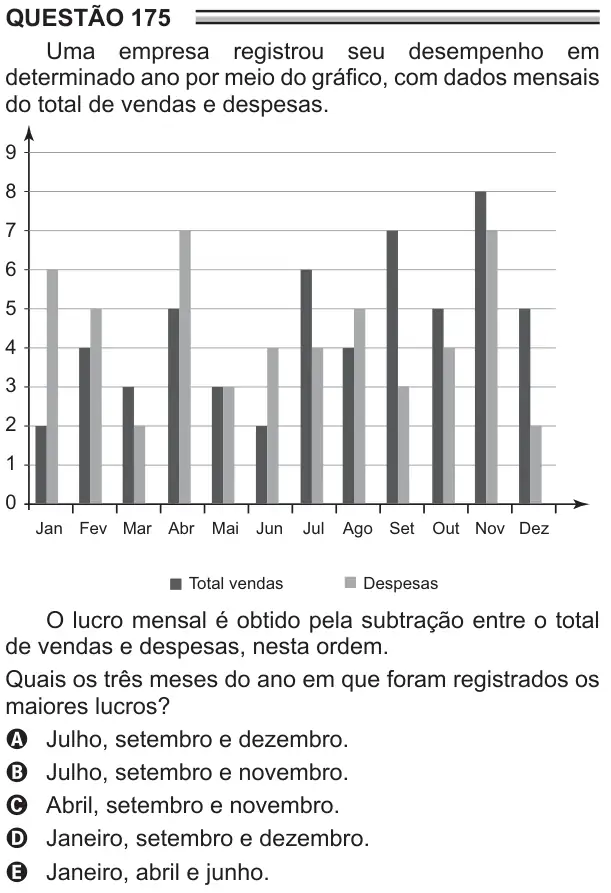 QUESTÃO 175
Uma empresa registrou seu desempenho em
determinado ano por meio do gráfico, com dados mensais
do total de vendas e despesas.
9
8
7
6
5
4
3
2
1
0
Jan Fev Mar Abr Mai Jun Jul Ago Set Out Nov Dez
Total vendas Despesas
O lucro mensal é obtido pela subtração entre o total
de vendas e despesas, nesta ordem.
Quais os três meses do ano em que foram registrados os
maiores lucros?
A Julho, setembro e dezembro.
B Julho, setembro e novembro.
C Abril, setembro e novembro.
D Janeiro, setembro e dezembro.
E Janeiro, abril e junho.